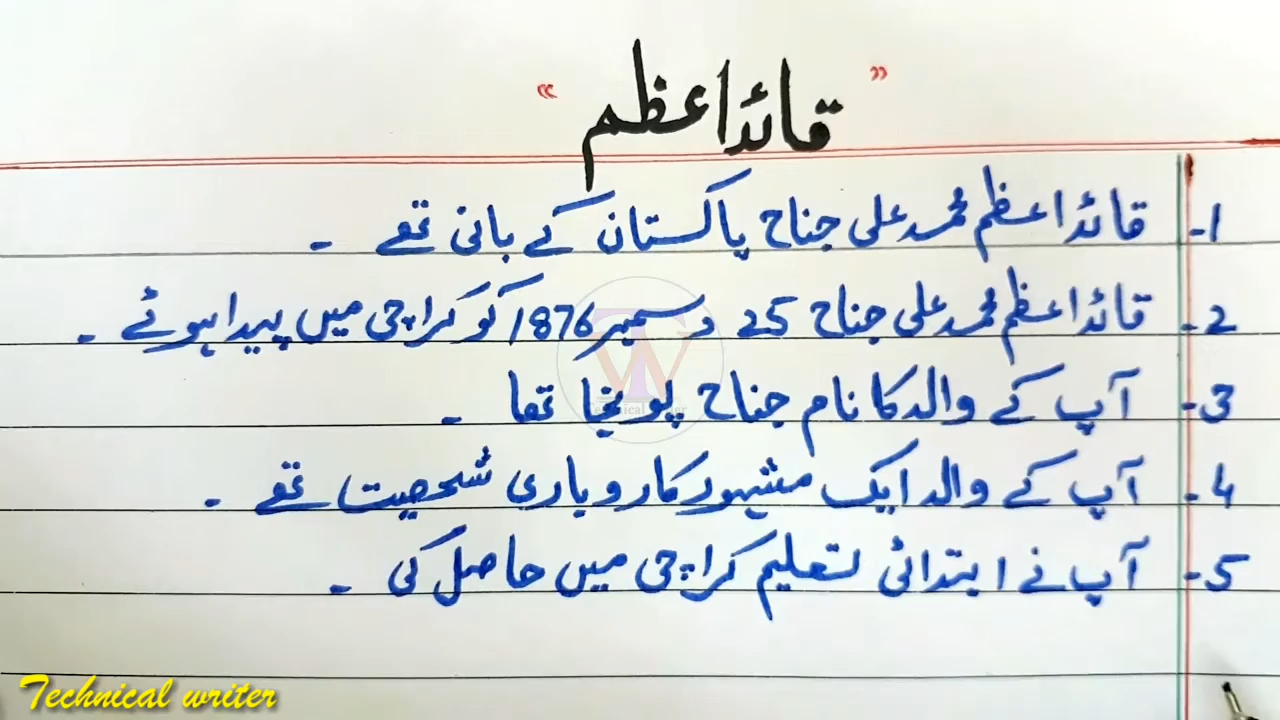 ”قائداعظم“
1- قائداعظم محمد علی جناح پاکستان کے بانی تھے ۔
2- قائداعظم محمد علی جناح 25 دسمبر 1876 کو کراچی میں پیدا ہوئے ۔
3- آپ کے والد کا نام جناح پونجا تھا ۔
4- آپ کے والد ایک مشہور کاروباری شخصیت تھے ۔
5- آپ نے ابتدائی تعلیم کراچی میں حاصل کی ۔
Technical writer